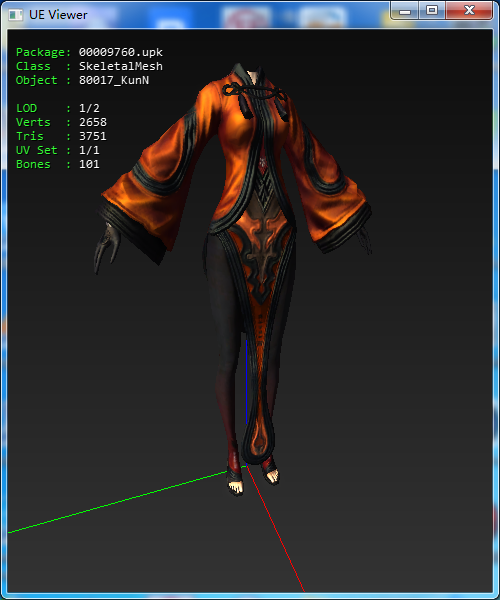 UE Viewer
Package: 00009760.upk
Class : SkeletalMesh
Object : 80017_KunN
LOD : 1/2
Verts : 2658
Tris : 3751
UV Set : 1/1
Bones : 101